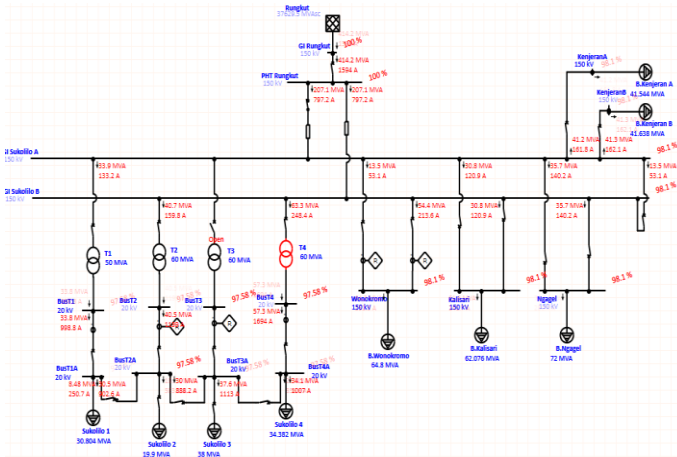 Rungkut
GI Rungkut
150 kV
100 %
414.2 MVA
1594 A
PHT Rungkut
150 kV
100 %
207.1 MVA
797.2 A
207.1 MVA
797.2 A
KenjeranA
150 kV
98.1 %
B.Kenjeran A
41.544 MVA
KenjeranB
150 kV
B.Kenjeran B
41.638 MVA
41.2 MVA
161.8 A
41.3 MVA
162.1 A
GI Sukolilo A
150 kV
98.1 %
33.9 MVA
133.2 A
13.5 MVA
53.1 A
30.8 MVA
120.9 A
35.7 MVA
140.2 A
13.5 MVA
53.1 A
GI Sukolilo B
150 kV
98.1 %
40.7 MVA
159.8 A
63.3 MVA
248.4 A
54.4 MVA
213.6 A
30.8 MVA
120.9 A
35.7 MVA
140.2 A
Open
T1
50 MVA
T2
60 MVA
T3
60 MVA
T4
60 MVA
R
R
BusT1
20 kV
BusT2
20 kV
97.58 %
BusT3
20 kV
97.58 %
BusT4
20 kV
97.58 %
33.8 MVA
998.8 A
40.5 MVA
R
R
57.3 MVA
1694 A
98.1 %
98.1 %
98.1 %
Wonokromo
150 kV
Kalisari
150 kV
Ngagel
150 kV
B.Wonokromo
64.8 MVA
B.Kalisari
62.076 MVA
B.Ngagel
72 MVA
BusT1A
20 kV
BusT2A
20 kV
97.58 %
BusT3A
20 kV
BusT4A
20 kV
8.48 MVA
250.7 A
30 MVA
888.2 A
37.6 MVA
1113 A
34.1 MVA
1007 A
Sukolilo 1
30.804 MVA
Sukolilo 2
19.9 MVA
Sukolilo 3
38 MVA
Sukolilo 4
34.382 MVA